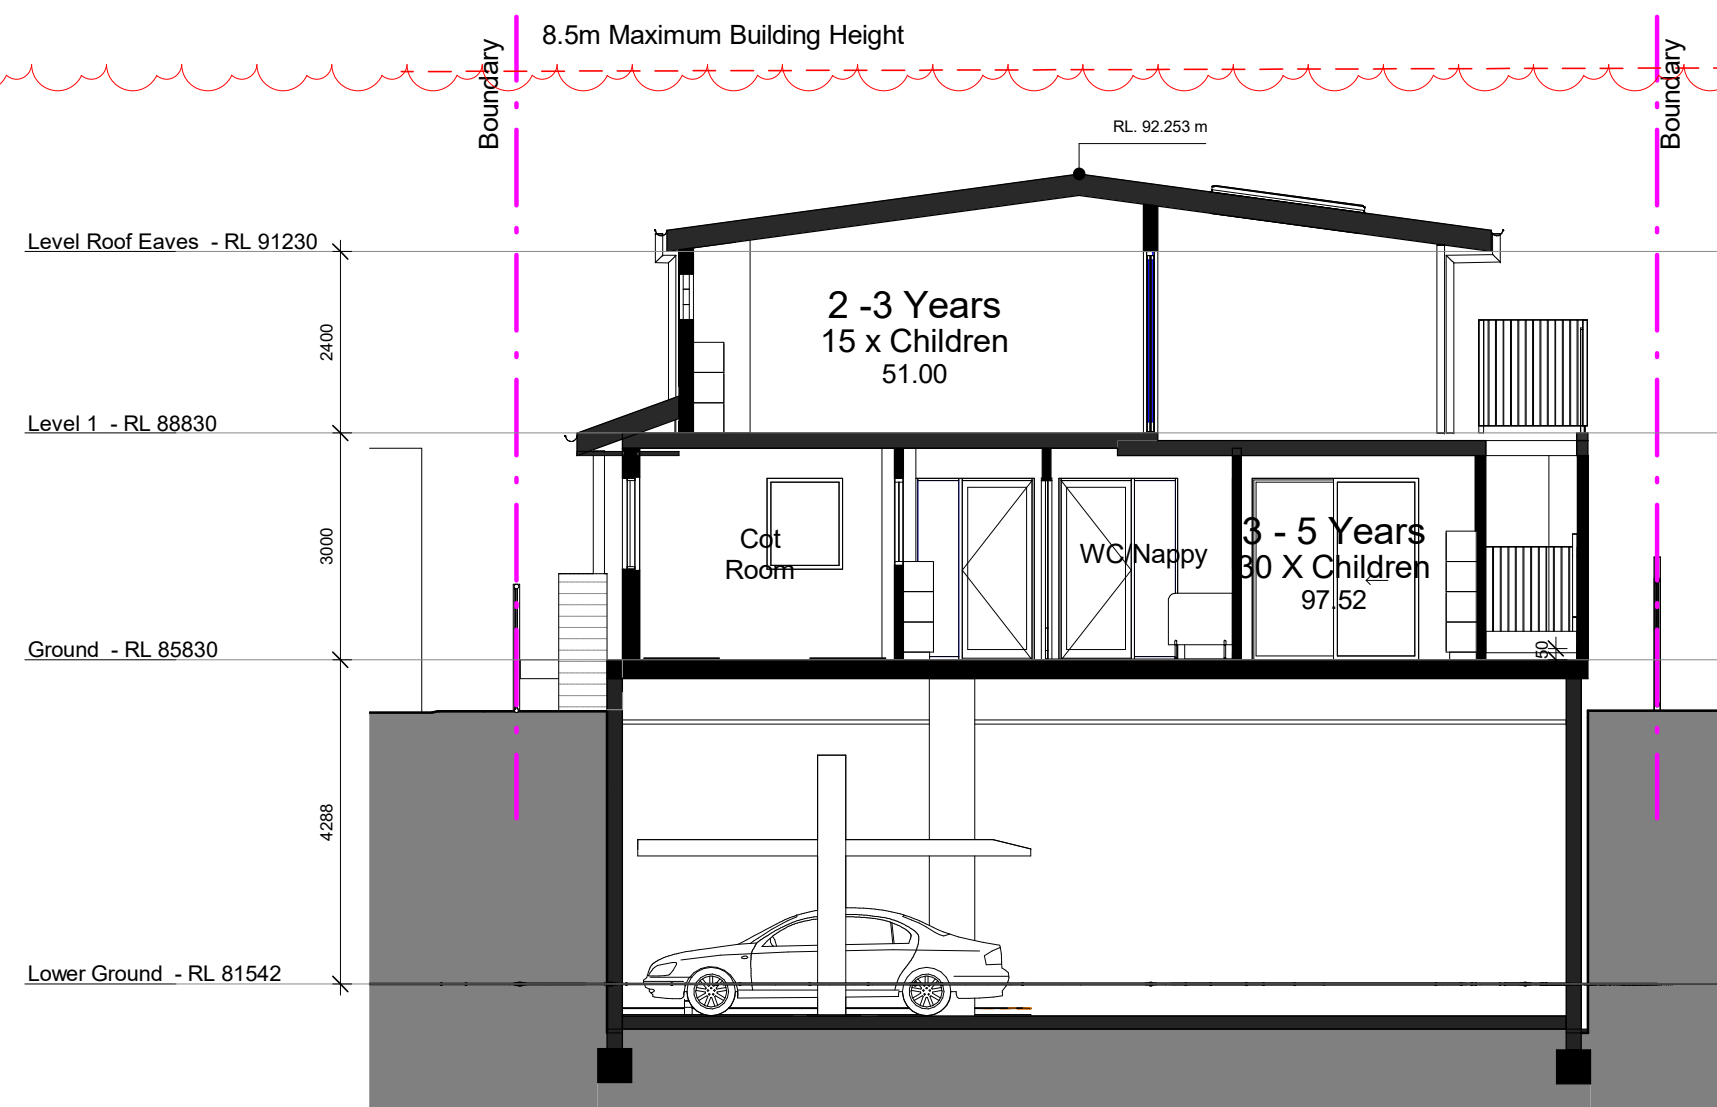 8.5m Maximum Building Height
Boundary
Boundary
RL. 92.253 m
Level Roof Eaves - RL 91230
2400
2 -3 Years
15 x Children
51.00
Level 1 - RL 88830
3000
Cot
Room
WC/Nappy
3 - 5 Years
30 X Children
97.52
50
Ground - RL 85830
4288
Lower Ground - RL 81542